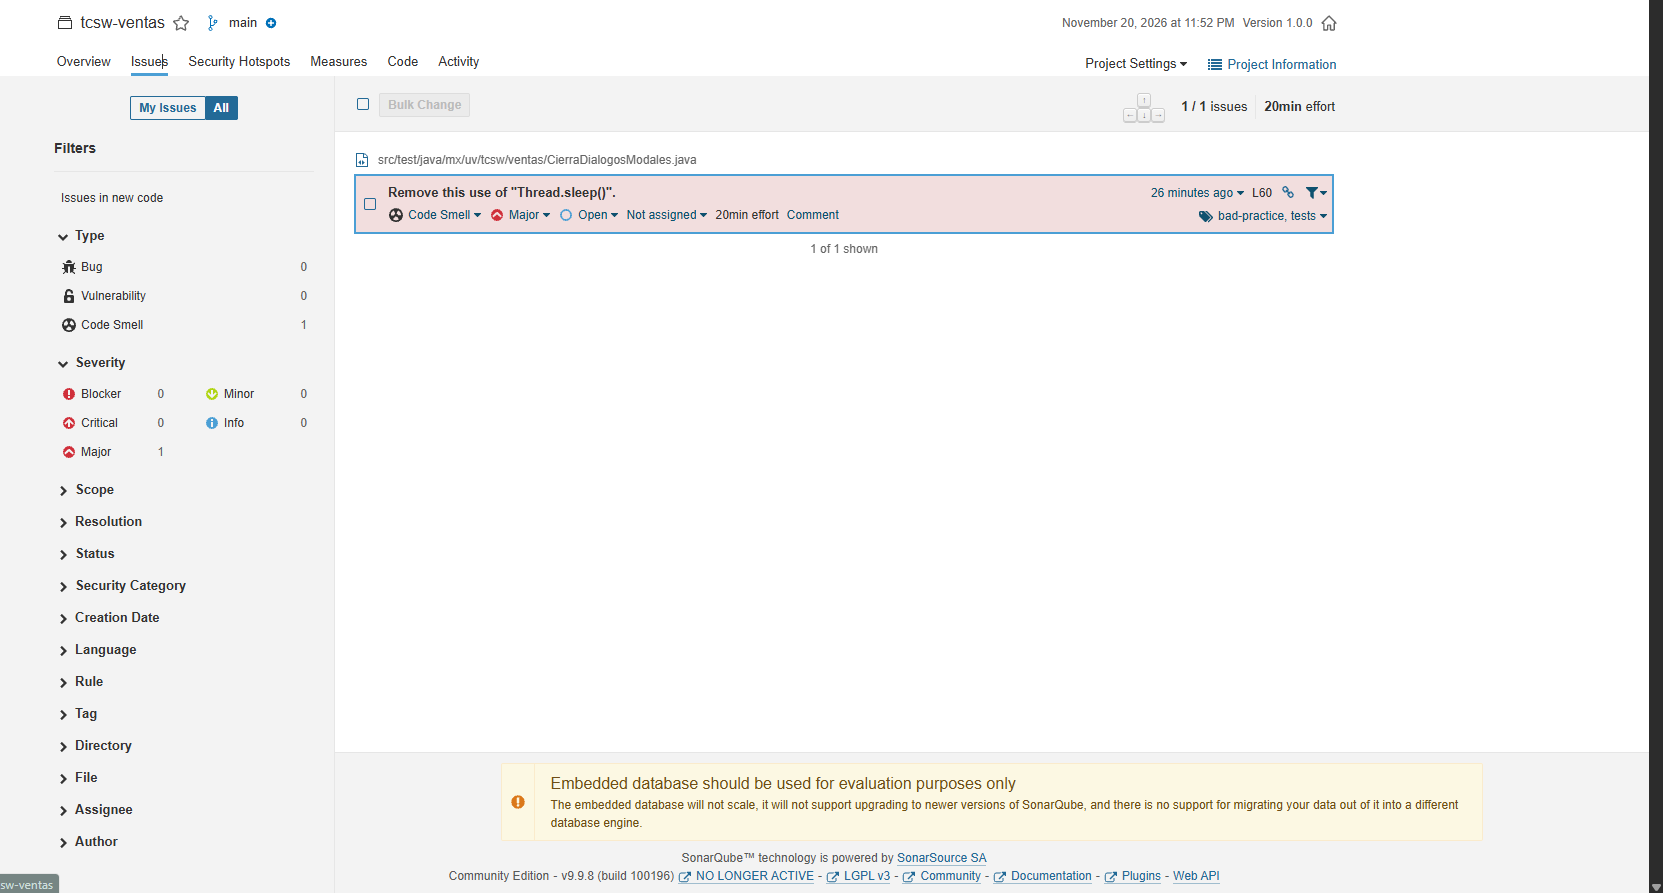 tcsw-ventas main November 20, 2026 at 11:52 PM Version 1.0.0
Overview Issues Security Hotspots Measures Code Activity Project Settings Project Information
My Issues All
Bulk Change
1 / 1 issues 20min effort
Filters
Issues in new code
Type
Bug 0
Vulnerability 0
Code Smell 1
Severity
Blocker 0 Minor 0
Critical 0 Info 0
Major 1
Scope
Resolution
Status
Security Category
Creation Date
Language
Rule
Tag
Directory
File
Assignee
Author
src/test/java/mx/uv/tcsw/ventas/CierraDialogosModales.java
Remove this use of "Thread.sleep()". 26 minutes ago L60
Code Smell Major Open Not assigned 20min effort Comment bad-practice, tests
1 of 1 shown
Embedded database should be used for evaluation purposes only
The embedded database will not scale, it will not support upgrading to newer versions of SonarQube, and there is no support for migrating your data out of it into a different
database engine.
SonarQube™ technology is powered by SonarSource SA
Community Edition - v9.9.8 (build 100196) NO LONGER ACTIVE - LGPL v3 - Community - Documentation - Plugins - Web API
sw-ventas